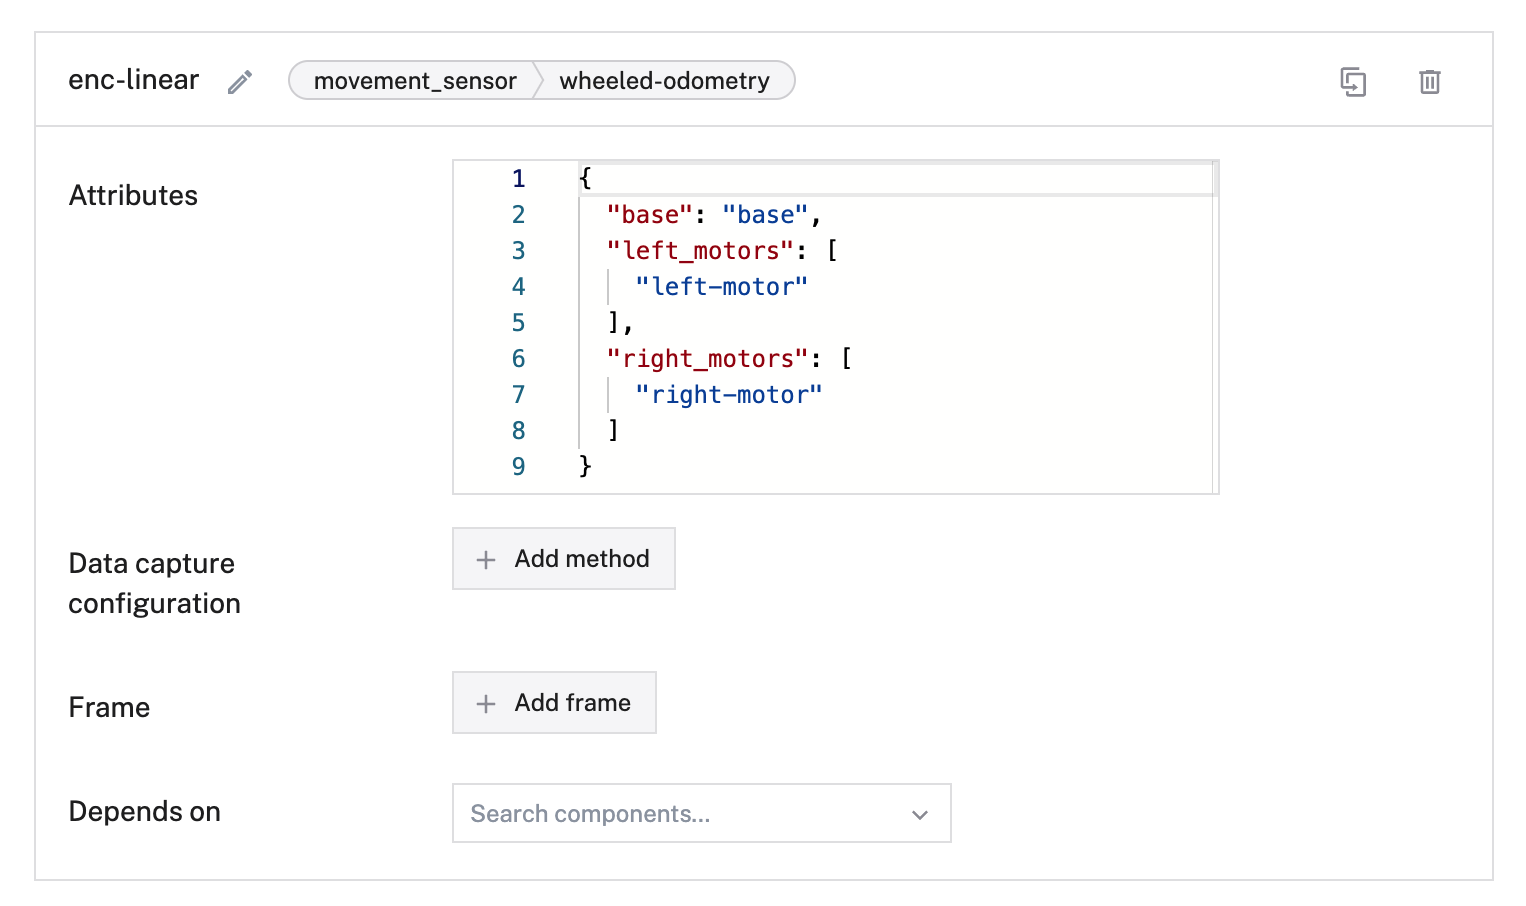 enc-linear movement_sensor wheeled-odometry
Attributes
1 {
2 "base": "base",
3 "left_motors": [
4 "left-motor"
5 ],
6 "right_motors": [
7 "right-motor"
8 ]
9 }
Data capture
configuration
+ Add method
Frame
+ Add frame
Depends on
Search components...